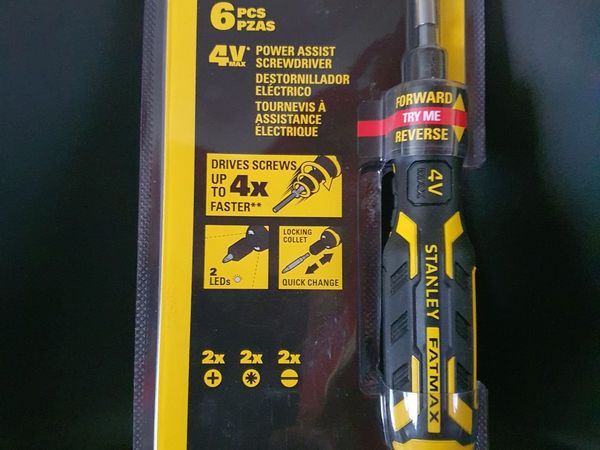 6 PCS
PZAS
4V MAX* POWER ASSIST
SCREWDRIVER
DESTORNILLADOR
ELÉCTRICO
TOURNEVIS À
ASSISTANCE
ÉLECTRIQUE
DRIVES SCREWS
UP TO 4x
FASTER**
2 LEDs
LOCKING
COLLET
QUICK CHANGE
2x 2x 2x
FORWARD
TRY ME
REVERSE
4V
MAX
STANLEY
FATMAX